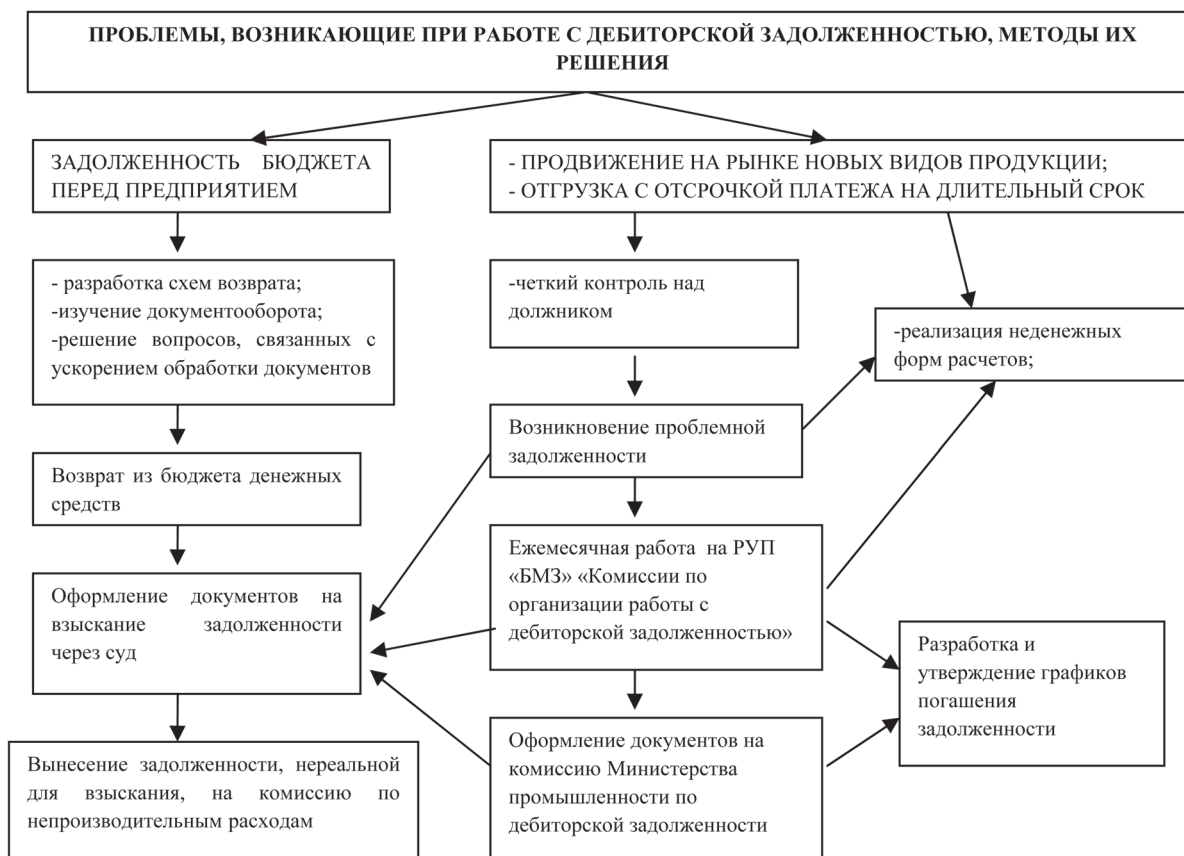 ПРОБЛЕМЫ, ВОЗНИКАЮЩИЕ ПРИ РАБОТЕ С ДЕБИТОРСКОЙ ЗАДОЛЖЕННОСТЬЮ, МЕТОДЫ ИХ
РЕШЕНИЯ
ЗАДОЛЖЕННОСТЬ БЮДЖЕТА
ПЕРЕД ПРЕДПРИЯТИЕМ
- ПРОДВИЖЕНИЕ НА РЫНКЕ НОВЫХ ВИДОВ ПРОДУКЦИИ;
- ОТГРУЗКА С ОТСРОЧКОЙ ПЛАТЕЖА НА ДЛИТЕЛЬНЫЙ СРОК
- разработка схем возврата;
-изучение документооборота;
-решение вопросов, связанных с
ускорением обработки документов
-четкий контроль над
должником
-реализация неденежных
форм расчетов;
Возникновение проблемной
задолженности
Возврат из бюджета денежных
средств
Ежемесячная работа на РУП
«БМЗ» «Комиссии по
организации работы с
дебиторской задолженностью»
Оформление документов на
взыскание задолженности
через суд
Разработка и
утверждение графиков
погашения
задолженности
Оформление документов на
комиссию Министерства
промышленности по
дебиторской задолженности
Вынесение задолженности, нереальной
для взыскания, на комиссию по
непроизводительным расходам